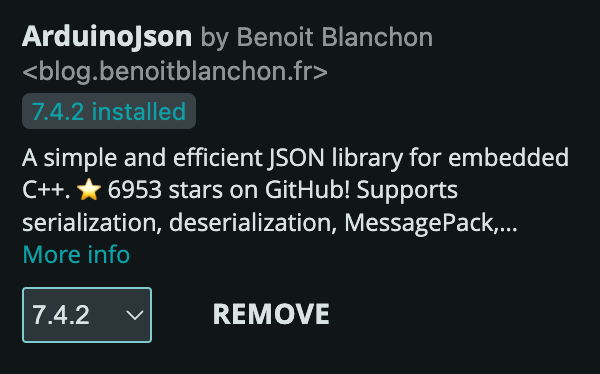 ArduinoJson by Benoit Blanchon
<blog.benoitblanchon.fr>
7.4.2 installed
A simple and efficient JSON library for embedded
C++. ⭐ 6953 stars on GitHub! Supports
serialization, deserialization, MessagePack,...
More info
7.4.2 REMOVE